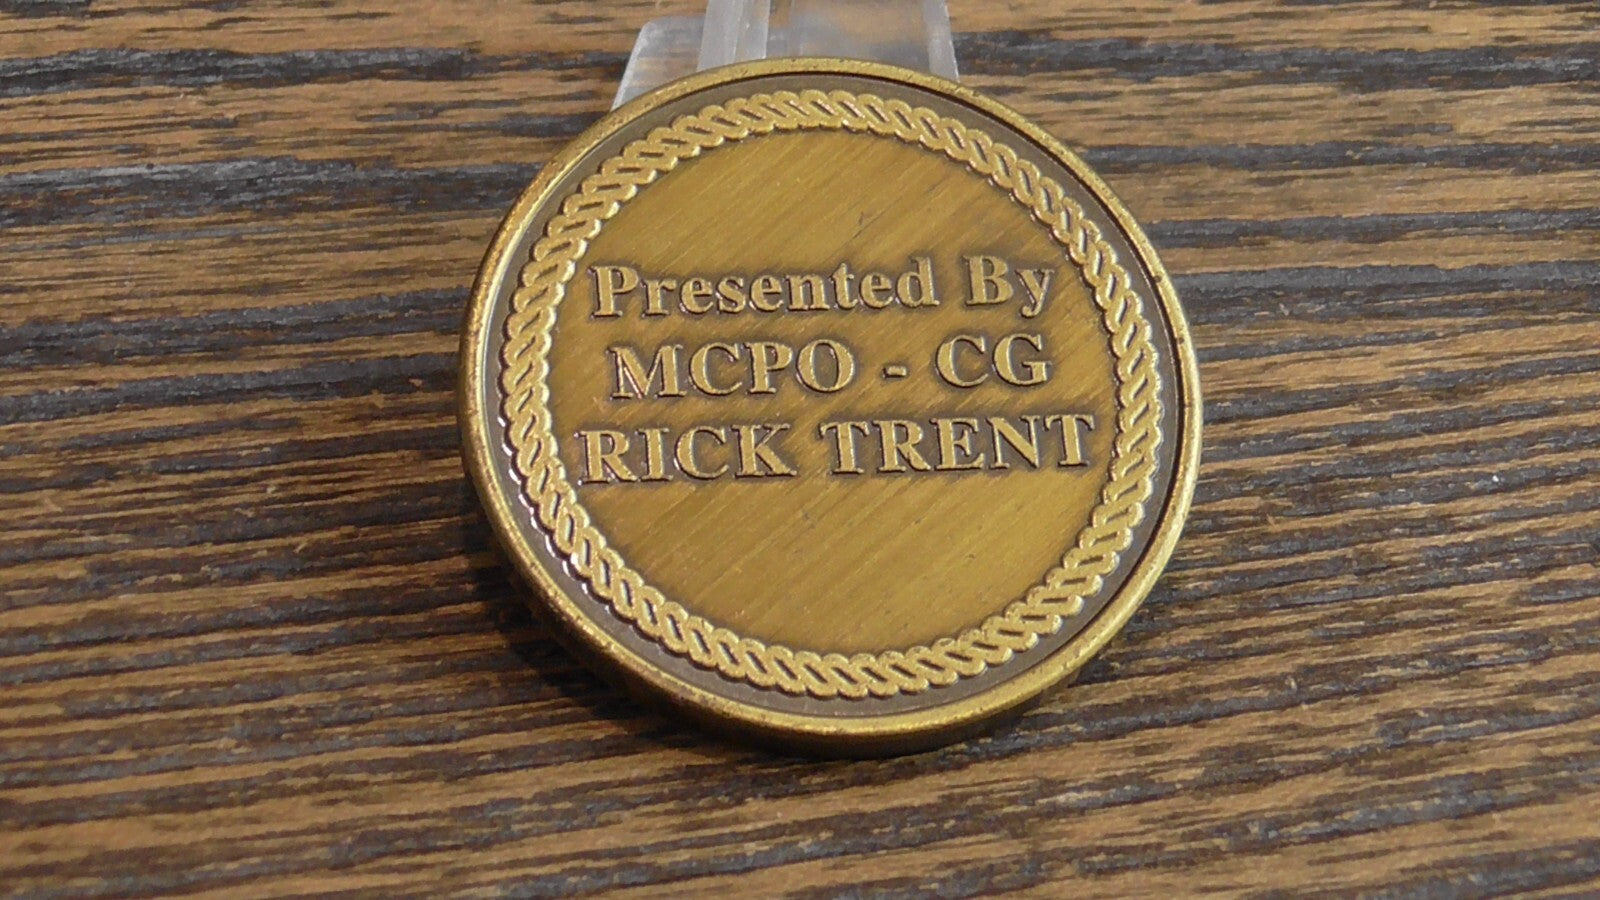 Presented By
MCPO - CG
RICK TRENT